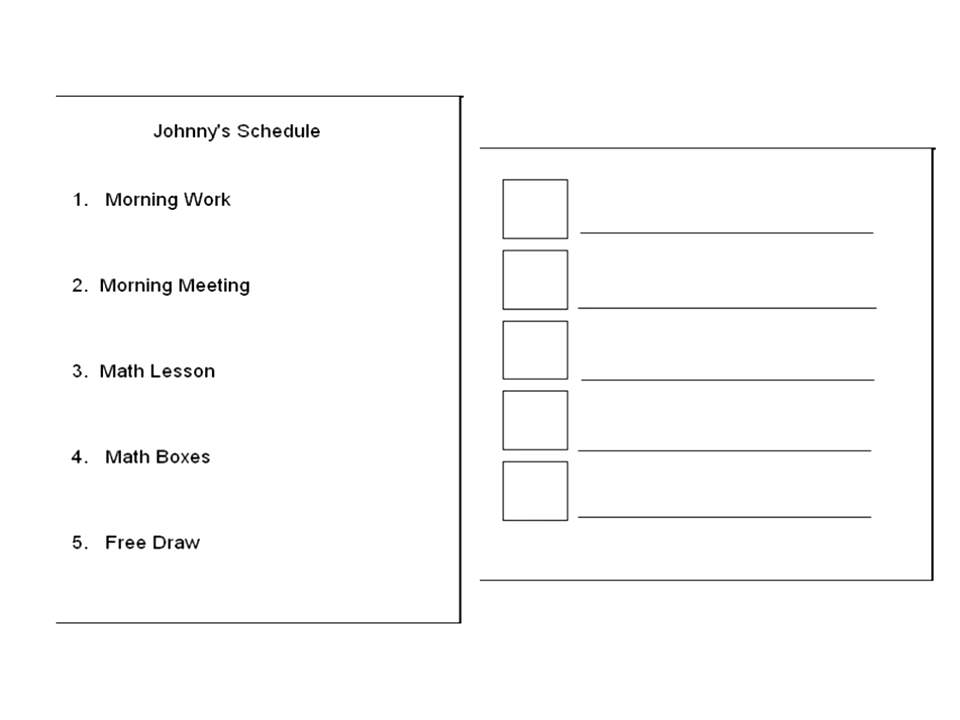 Johnny's Schedule
1. Morning Work
2. Morning Meeting
3. Math Lesson
4. Math Boxes
5. Free Draw